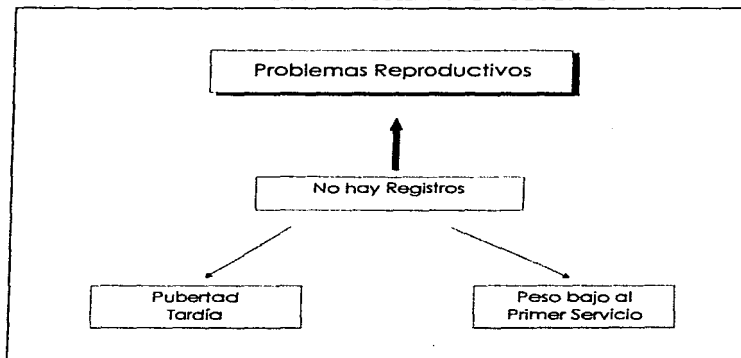 Problemas Reproductivos
No hay Registros
Pubertad
Tardía
Peso bajo al
Primer Servicio